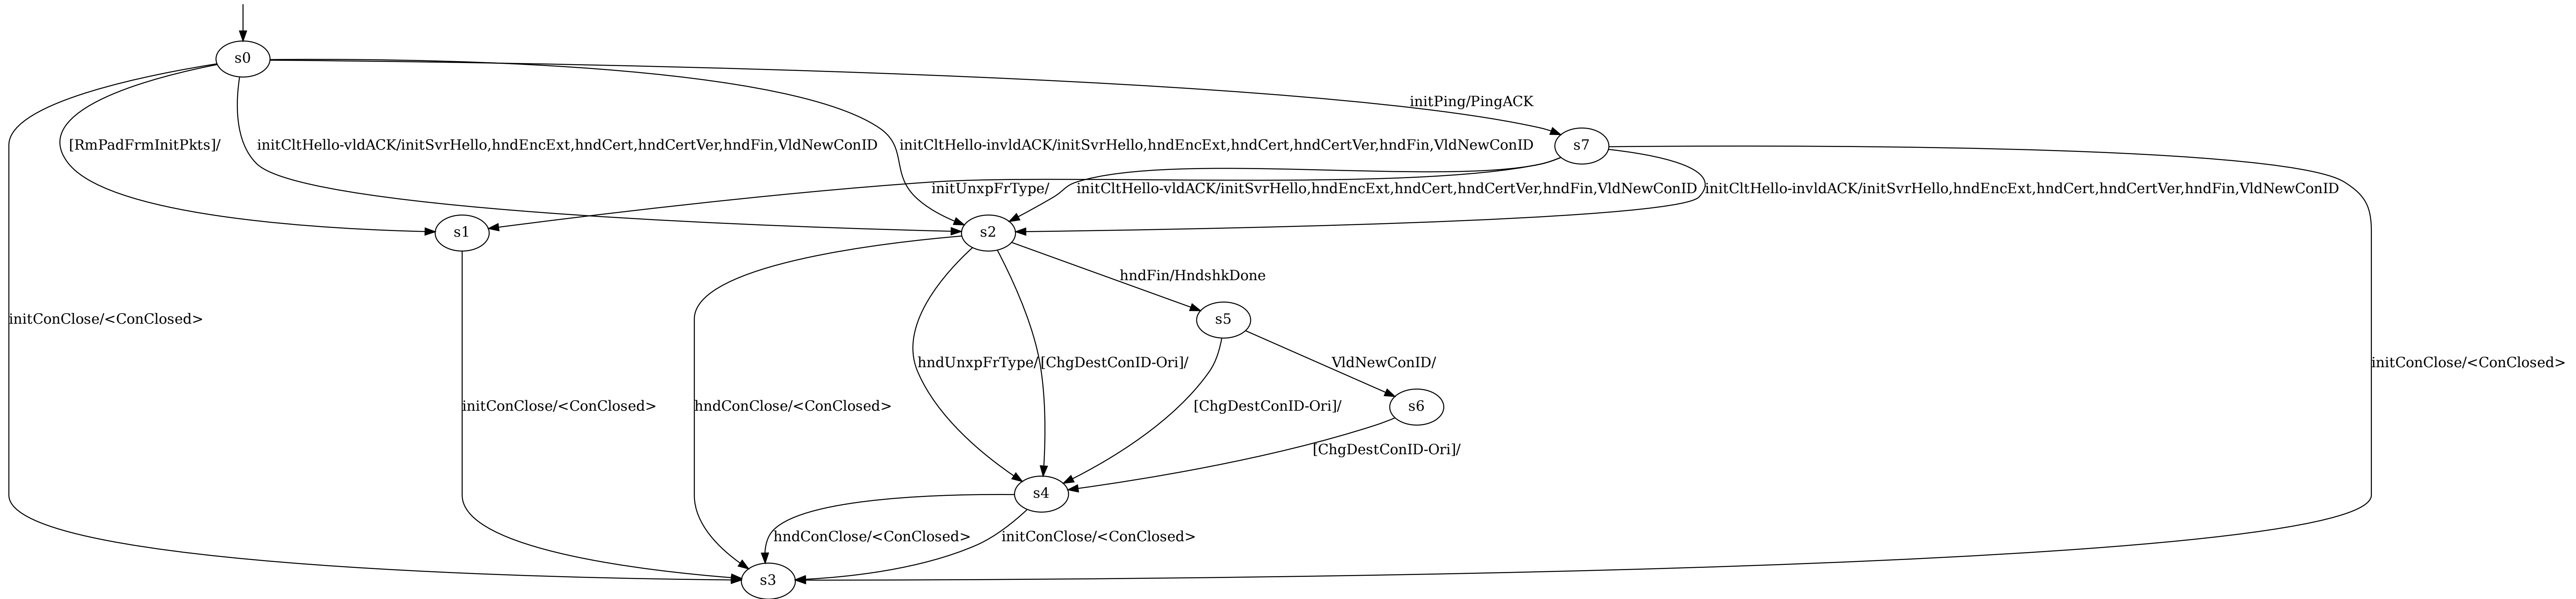 s0
initPing/PingACK
[RmPadFrmInitPkts]/
initCltHello-vldACK/initSvrHello,hndEncExt,hndCert,hndCertVer,hndFin,VldNewConID
initCltHello-invldACK/initSvrHello,hndEncExt,hndCert,hndCertVer,hndFin,VldNewConID
s7
initUnxpFrType/
initCltHello-vldACK/initSvrHello,hndEncExt,hndCert,hndCertVer,hndFin,VldNewConID
initCltHello-invldACK/initSvrHello,hndEncExt,hndCert,hndCertVer,hndFin,VldNewConID
s1
s2
hndFin/HndshkDone
initConClose/<ConClosed>
s5
initConClose/<ConClosed>
hndUnxpFrType/
[ChgDestConID-Ori]/
VldNewConID/
initConClose/<ConClosed>
hndConClose/<ConClosed>
[ChgDestConID-Ori]/
s6
[ChgDestConID-Ori]/
s4
hndConClose/<ConClosed>
initConClose/<ConClosed>
s3